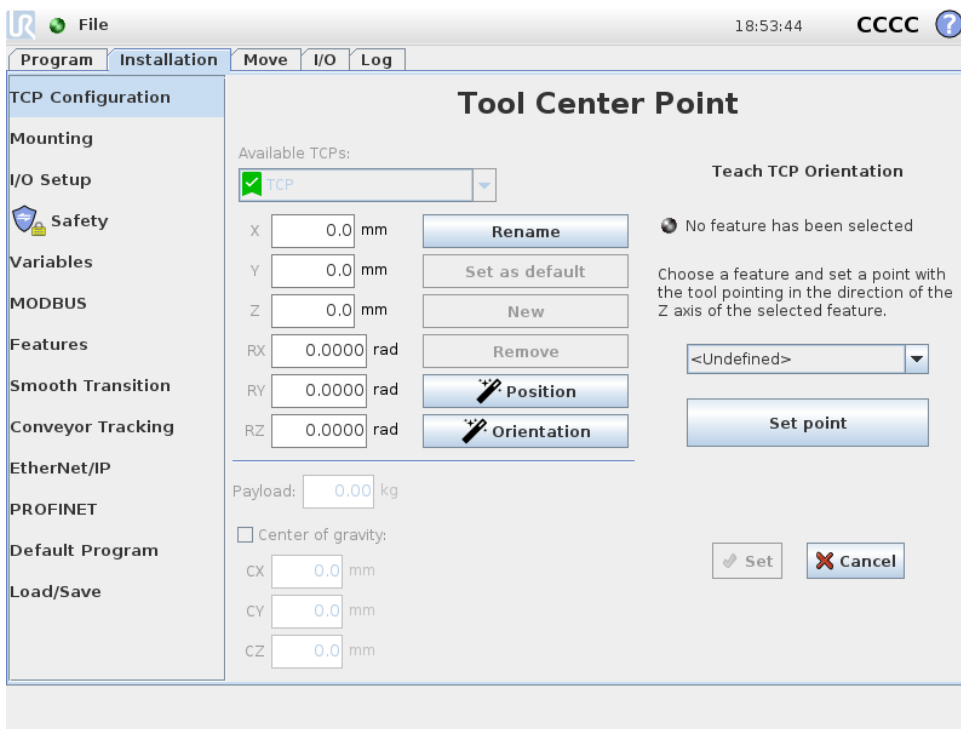 UR File 18:53:44 CCCC ?
Program Installation Move I/O Log
TCP Configuration
Mounting
I/O Setup
Safety
Variables
MODBUS
Features
Smooth Transition
Conveyor Tracking
EtherNet/IP
PROFINET
Default Program
Load/Save
Tool Center Point
Available TCPs:
TCP
X 0.0 mm Rename
Y 0.0 mm Set as default
Z 0.0 mm New
RX 0.0000 rad Remove
RY 0.0000 rad Position
RZ 0.0000 rad Orientation
Payload: 0.00 kg
Center of gravity:
CX 0.0 mm
CY 0.0 mm
CZ 0.0 mm
Teach TCP Orientation
No feature has been selected
Choose a feature and set a point with
the tool pointing in the direction of the
Z axis of the selected feature.
<Undefined>
Set point
Set Cancel